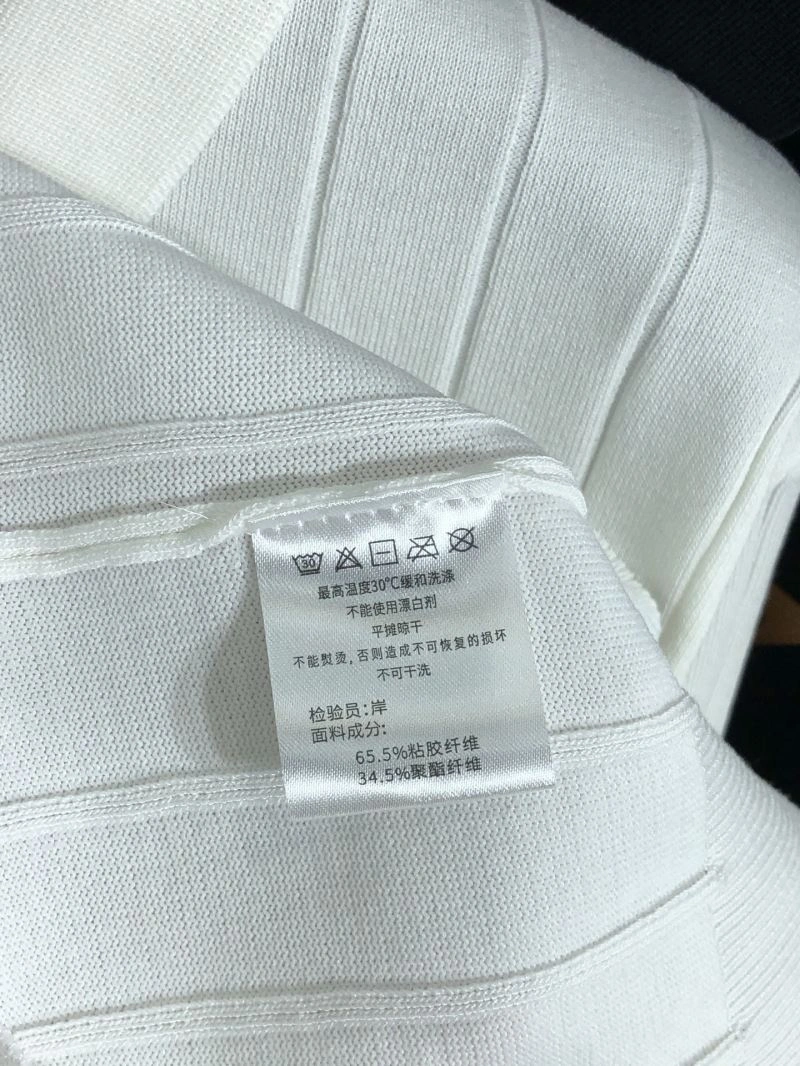 30
最高温度30℃缓和洗涤
不能使用漂白剂
平摊晾干
不能熨烫,否则造成不可恢复的损坏
不可干洗
检验员:岸
面料成分:
65.5%粘胶纤维
34.5%聚酯纤维